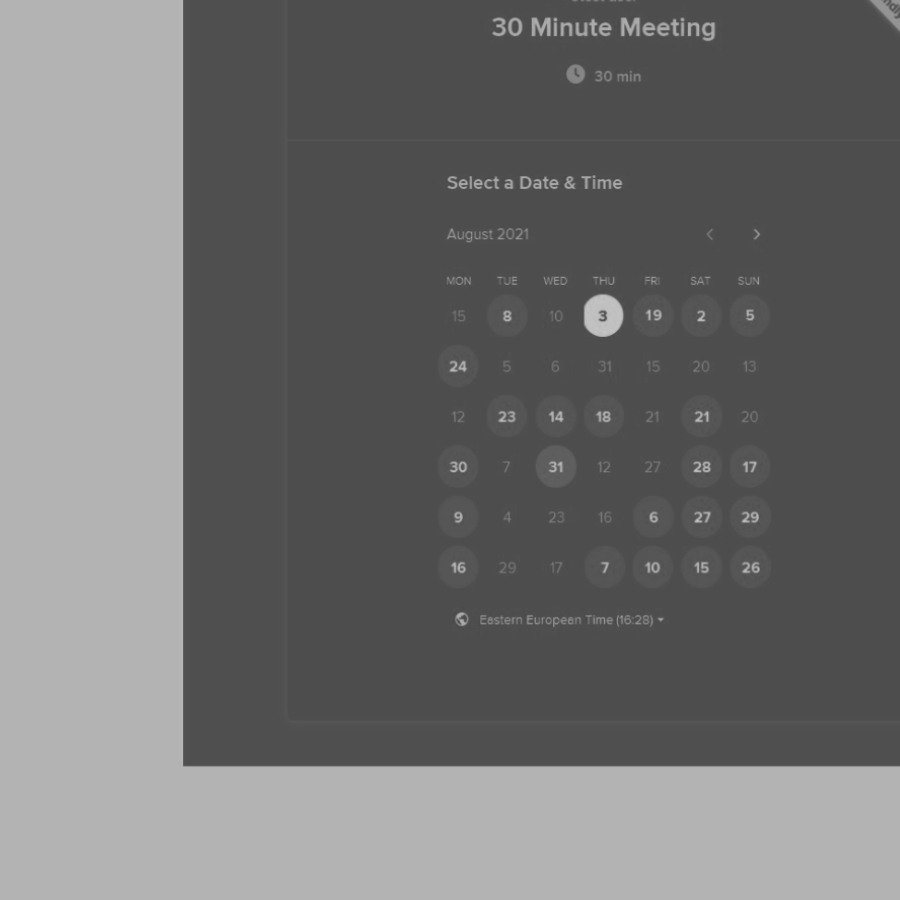 30 Minute Meeting
30 min
Select a Date & Time
August 2021
MON TUE WED THU FRI SAT SUN
15 8 10 3 19 2 5
24 5 6 31 15 20 13
12 23 14 18 21 21 20
30 7 31 12 27 28 17
9 4 23 16 6 27 29
16 29 17 7 10 15 26
Eastern European Time (16:28)